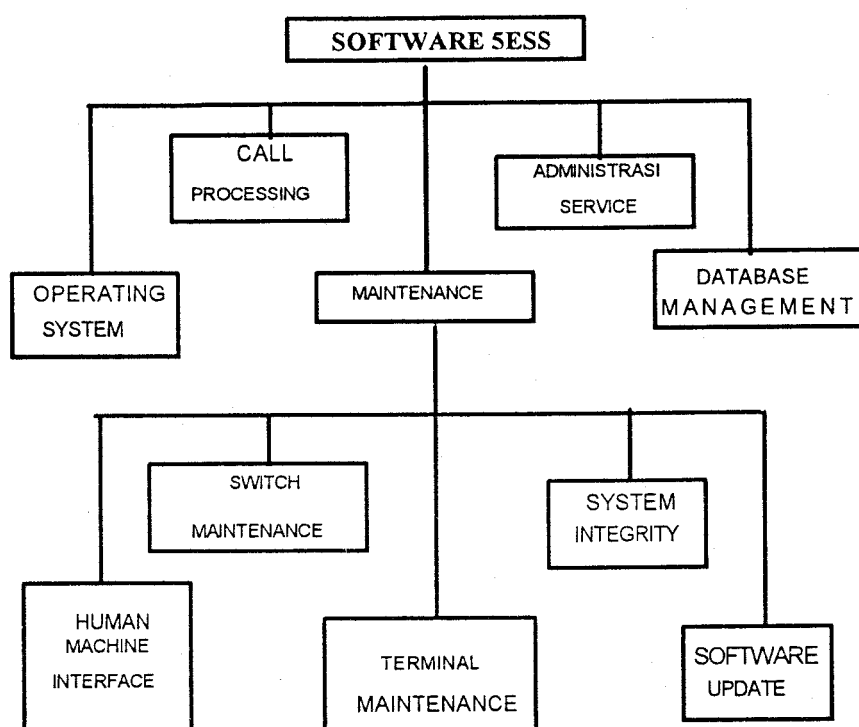 SOFTWARE 5ESS
CALL
PROCESSING
ADMINISTRASI
SERVICE
OPERATING
SYSTEM
MAINTENANCE
DATABASE
MANAGEMENT
SWITCH
MAINTENANCE
SYSTEM
INTEGRITY
HUMAN
MACHINE
INTERFACE
TERMINAL
MAINTENANCE
SOFTWARE
UPDATE